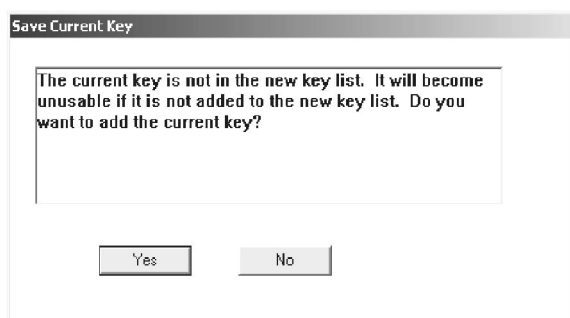 Save Current Key
The current key is not in the new key list.  It will become
unusable if it is not added to the new key list.  Do you
want to add the current key?
Yes
No